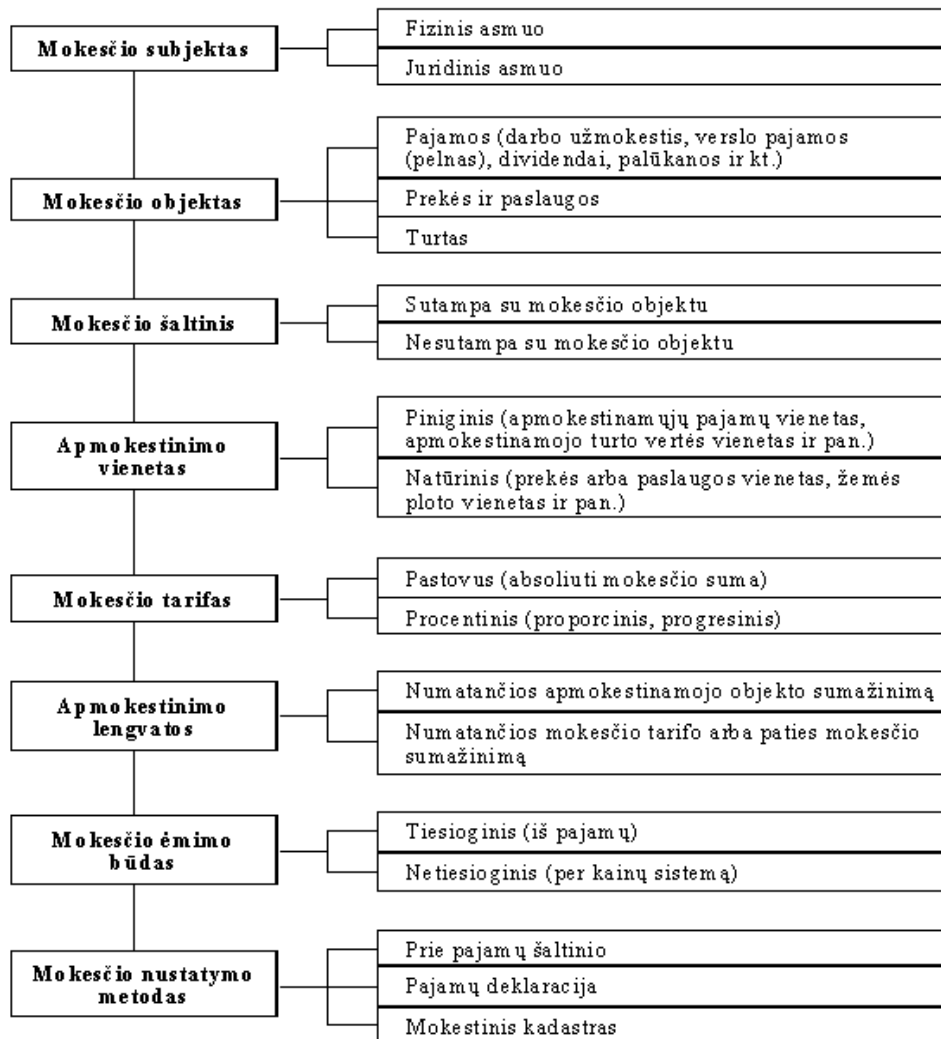 Mokesčio subjektas
Fizinis asmuo
Juridinis asmuo
Mokesčio objektas
Pajamos (darbo užmokestis, verslo pajamos
(pelnas), dividendai, palūkanos ir kt.)
Prekės ir paslaugos
Turtas
Mokesčio šaltinis
Sutampa su mokesčio objektu
Nesutampa su mokesčio objektu
Apmokestinimo
vienetas
Piniginis (apmokestinamųjų pajamų vienetas,
apmokestinamojo turto vertės vienetas ir pan.)
Natūrinis (prekės arba paslaugos vienetas, žemės
ploto vienetas ir pan.)
Mokesčio tarifas
Pastovus (absoliuti mokesčio suma)
Procentinis (proporcinis, progresinis)
Apmokestinimo
lengvatos
Numatančios apmokestinamojo objekto sumažinimą
Numatančios mokesčio tarifo arba paties mokesčio
sumažinimą
Mokesčio ėmimo
būdas
Tiesioginis (iš pajamų)
Netiesioginis (per kainų sistemą)
Mokesčio nustatymo
metodas
Prie pajamų šaltinio
Pajamų deklaracija
Mokestinis kadastras